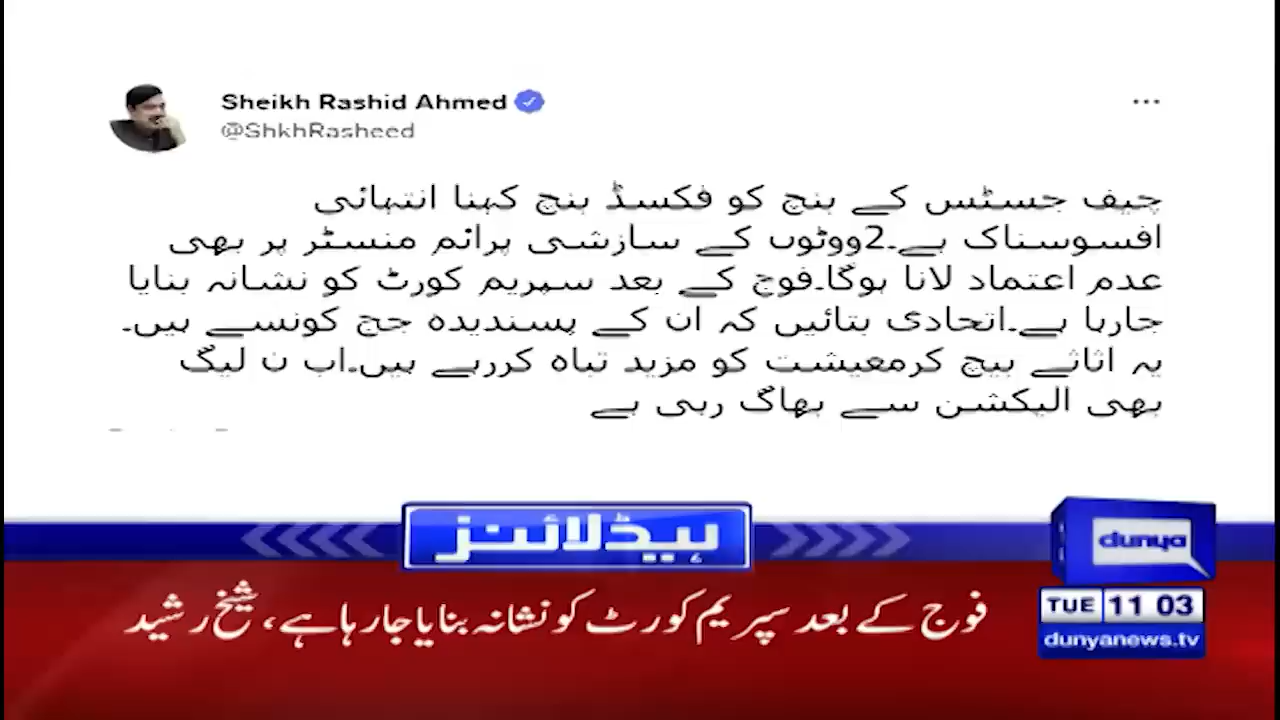 Sheikh Rashid Ahmed
@ShkhRasheed
چیف جسٹس کے بنچ کو فکسڈ بنچ کہنا انتہائی
افسوسناک ہے۔2ووٹوں کے سازشی پرائم منسٹر پر بھی
عدم اعتماد لانا ہوگا۔فوج کے بعد سپریم کورٹ کو نشانہ بنایا
جارہا ہے۔اتحادی بتائیں کہ ان کے پسندیدہ جج کونسے ہیں۔
یہ اثاثے بیچ کرمعیشت کو مزید تباہ کررہے ہیں۔اب ن لیگ
بھی الیکشن سے بھاگ رہی ہے
ہیڈلائنز
dunya
فوج کے بعد سپریم کورٹ کو نشانہ بنایا جا رہا ہے، شیخ رشید
TUE 11 03
dunyanews.tv